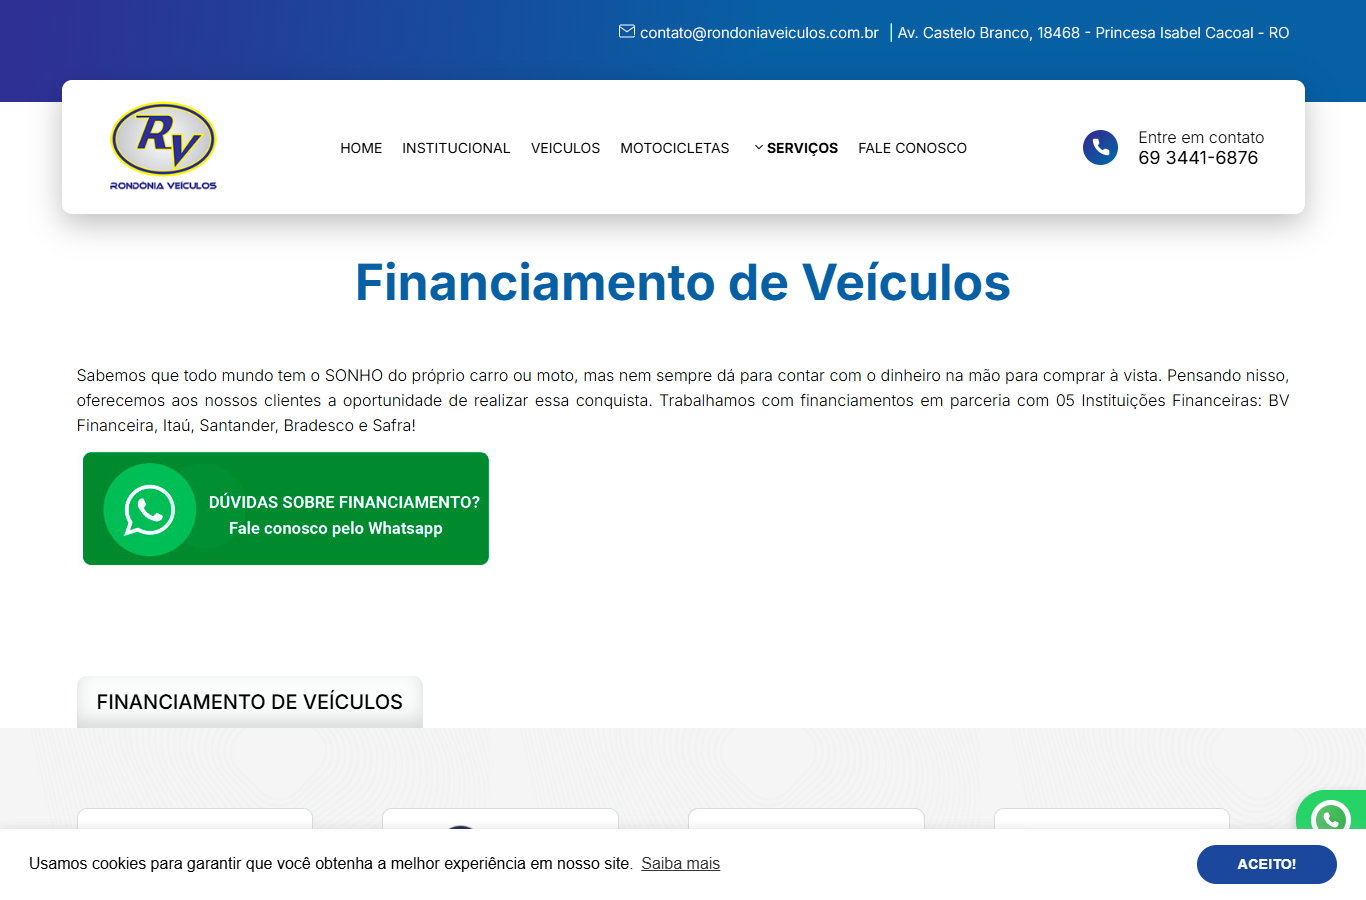 contato@rondoniaveiculos.com.br | Av. Castelo Branco, 18468 - Princesa Isabel Cacoal - RO
RV
RONDÔNIA VEÍCULOS
HOME INSTITUCIONAL VEICULOS MOTOCICLETAS SERVIÇOS FALE CONOSCO
Entre em contato
69 3441-6876
Financiamento de Veículos
Sabemos que todo mundo tem o SONHO do próprio carro ou moto, mas nem sempre dá para contar com o dinheiro na mão para comprar à vista. Pensando nisso,
oferecemos aos nossos clientes a oportunidade de realizar essa conquista. Trabalhamos com financiamentos em parceria com 05 Instituições Financeiras: BV
Financeira, Itaú, Santander, Bradesco e Safra!
DÚVIDAS SOBRE FINANCIAMENTO?
Fale conosco pelo Whatsapp
FINANCIAMENTO DE VEÍCULOS
Usamos cookies para garantir que você obtenha a melhor experiência em nosso site. Saiba mais
ACEITO!